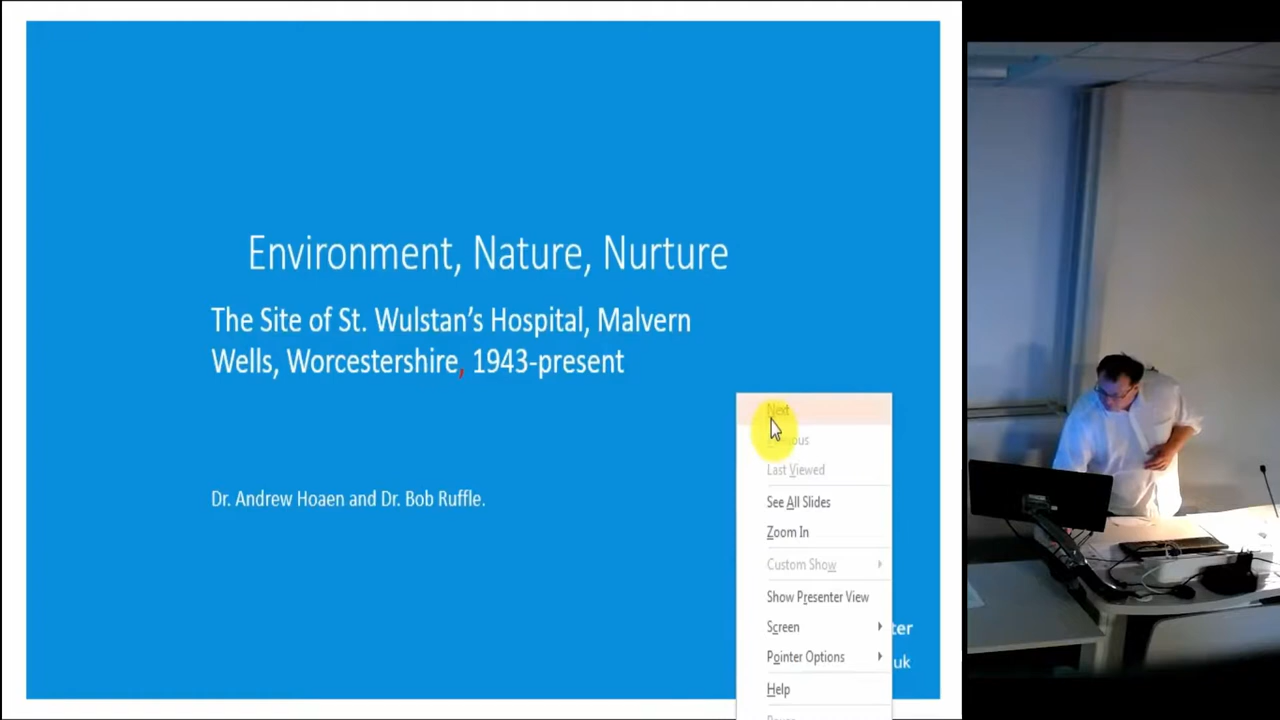 Environment, Nature, Nurture
The Site of St. Wulstan's Hospital, Malvern
Wells, Worcestershire, 1943-present
Dr. Andrew Hoaen and Dr. Bob Ruffle.
Next
Last Viewed
See All Slides
Zoom In
Custom Show
Show Presenter View
Screen
Pointer Options
Help
ter
uk